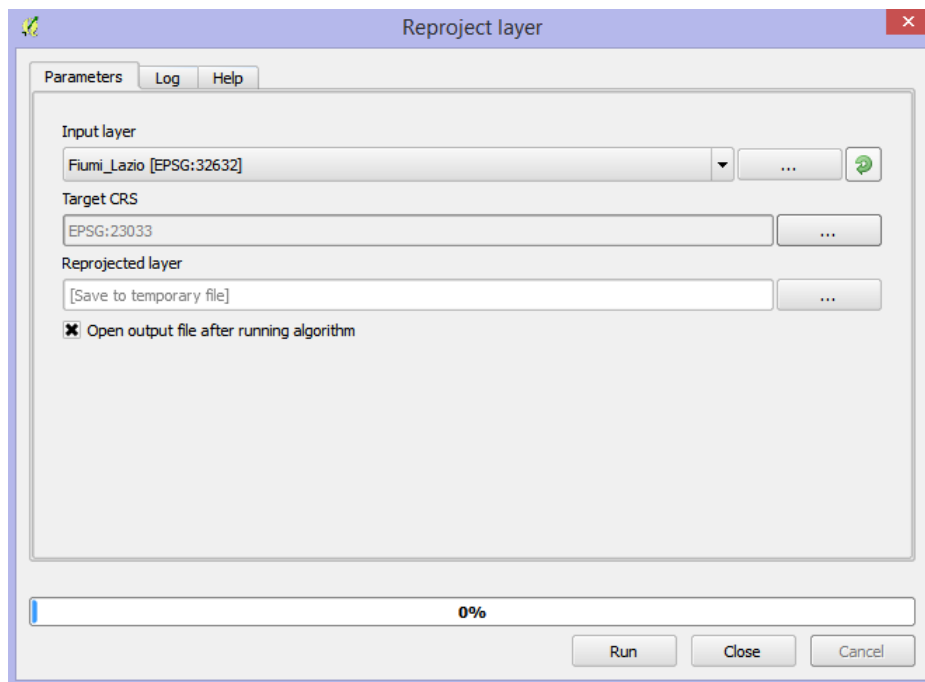 Reproject layer
Parameters Log Help
Input layer
Fiumi_Lazio [EPSG:32632] ...
Target CRS
EPSG:23033 ...
Reprojected layer
[Save to temporary file] ...
Open output file after running algorithm
0%
Run Close Cancel